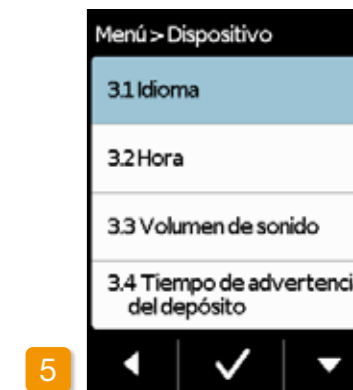 Menú > Dispositivo
3.1 Idioma
3.2 Hora
3.3 Volumen de sonido
3.4 Tiempo de advertenci
del depósito
5